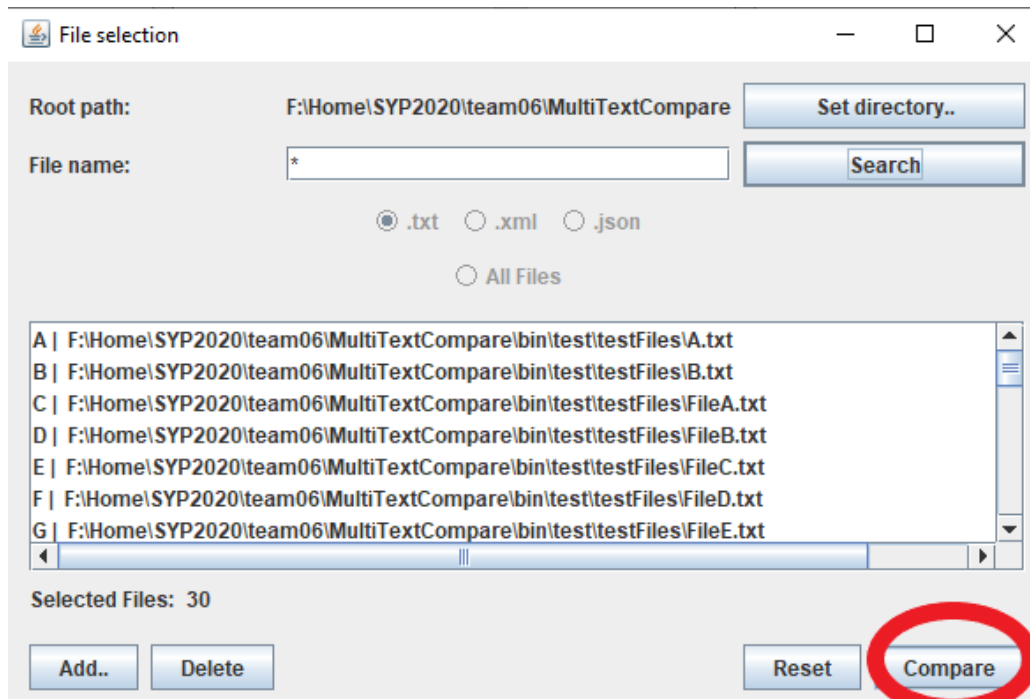 File selection
Root path: F:\Home\SYP2020\team06\MultiTextCompare Set directory..
File name: * Search
.txt .xml .json
All Files
A | F:\Home\SYP2020\team06\MultiTextCompare\bin\test\testFiles\A.txt
B | F:\Home\SYP2020\team06\MultiTextCompare\bin\test\testFiles\B.txt
C | F:\Home\SYP2020\team06\MultiTextCompare\bin\test\testFiles\FileA.txt
D | F:\Home\SYP2020\team06\MultiTextCompare\bin\test\testFiles\FileB.txt
E | F:\Home\SYP2020\team06\MultiTextCompare\bin\test\testFiles\FileC.txt
F | F:\Home\SYP2020\team06\MultiTextCompare\bin\test\testFiles\FileD.txt
G | F:\Home\SYP2020\team06\MultiTextCompare\bin\test\testFiles\FileE.txt
Selected Files: 30
Add.. Delete Reset Compare